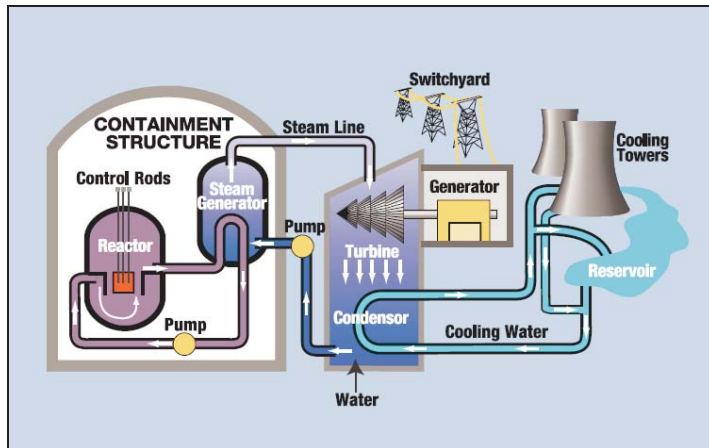 Switchyard
CONTAINMENT
STRUCTURE
Steam Line
Cooling
Towers
Control Rods
Steam
Generator
Generator
Pump
Reactor
Turbine
Reservoir
Condensor
Pump
Cooling Water
Water